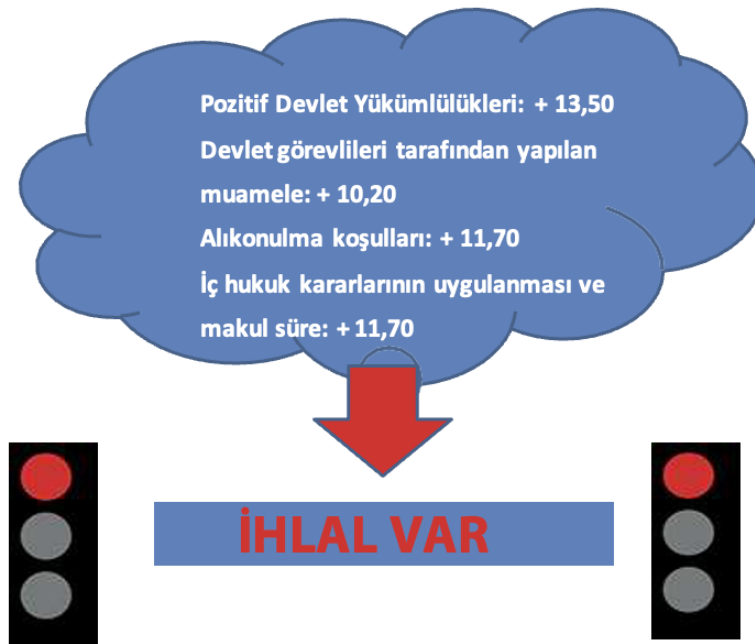 Pozitif Devlet Yükümlülükleri: + 13,50
Devlet görevlileri tarafından yapılan
muamele: + 10,20
Alıkonulma koşulları: + 11,70
İç hukuk kararlarının uygulanması ve
makul süre: + 11,70
İHLAL VAR